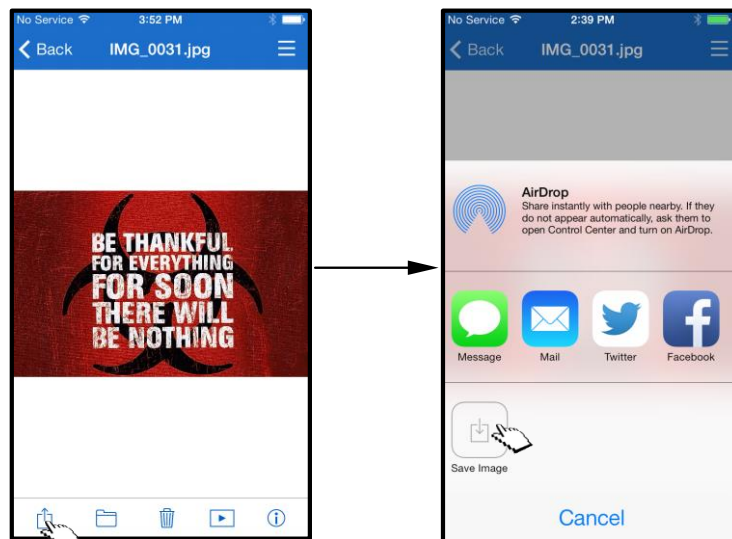 No Service 3:52 PM
Back IMG_0031.jpg
BE THANKFUL
FOR EVERYTHING
FOR SOON
THERE WILL
BE NOTHING
No Service 2:39 PM
Back IMG_0031.jpg
AirDrop
Share instantly with people nearby. If they
do not appear automatically, ask them to
open Control Center and turn on AirDrop.
Message Mail Twitter Facebook
Save Image
Cancel